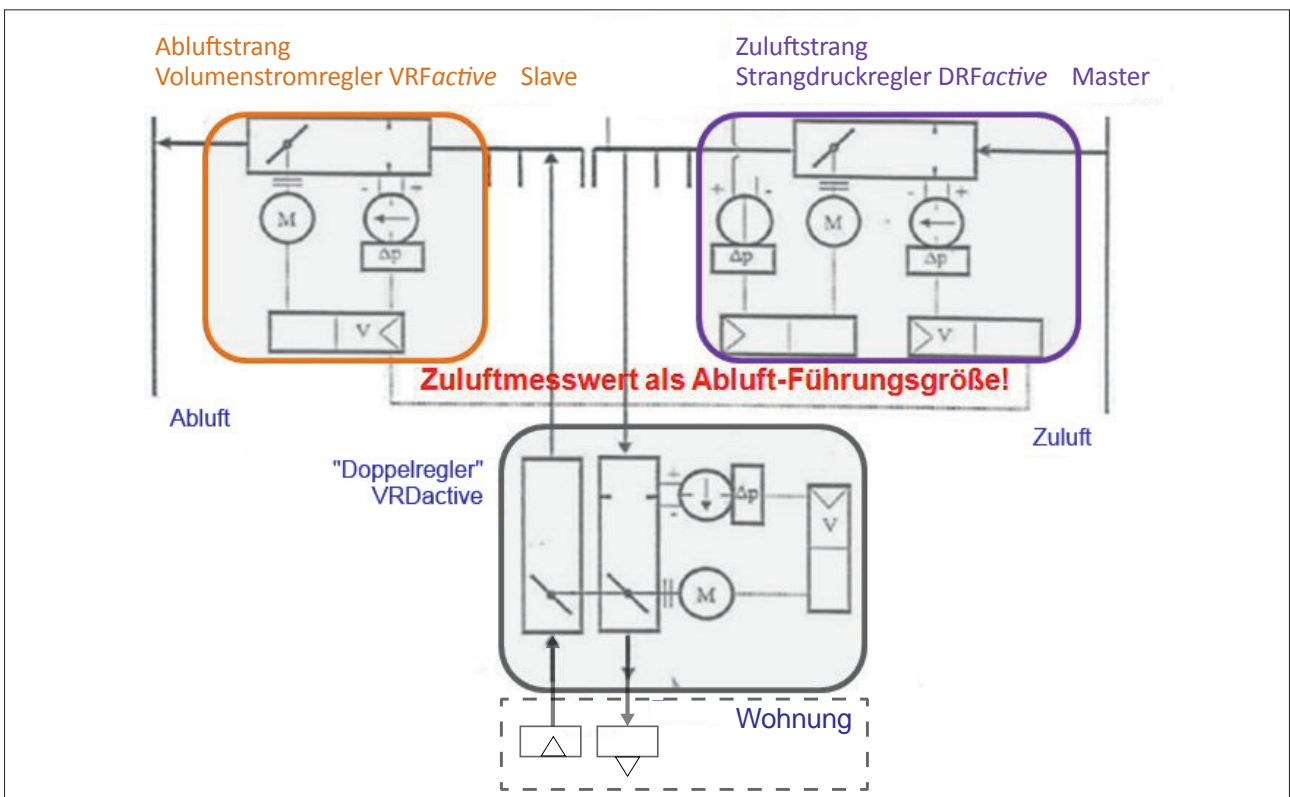 Abluftstrang
Volumenstromregler VRFactive Slave
Zuluftstrang
Strangdruckregler DRFactive Master
- +
M
Δp
V
+ -
M
- +
Δp
Δp
V
Zuluftmesswert als Abluft-Führungsgröße!
Abluft
Zuluft
"Doppelregler"
VRDactive
+
-
Δp
V
M
Wohnung